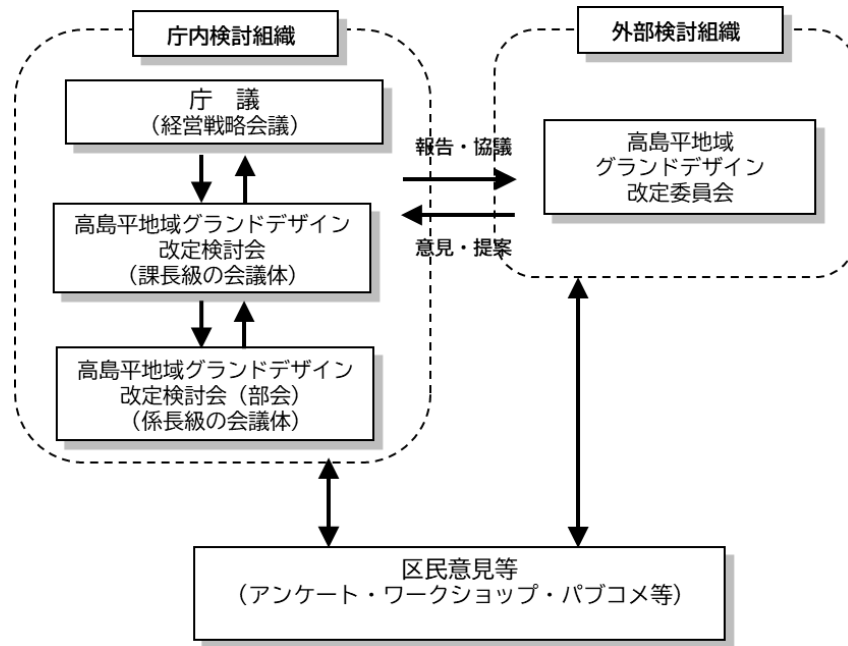 庁内検討組織
庁　議
（経営戦略会議）
高島平地域グランドデザイン
改定検討会
（課長級の会議体）
高島平地域グランドデザイン
改定検討会（部会）
（係長級の会議体）
報告・協議
意見・提案
外部検討組織
高島平地域
グランドデザイン
改定委員会
区民意見等
（アンケート・ワークショップ・パブコメ等）